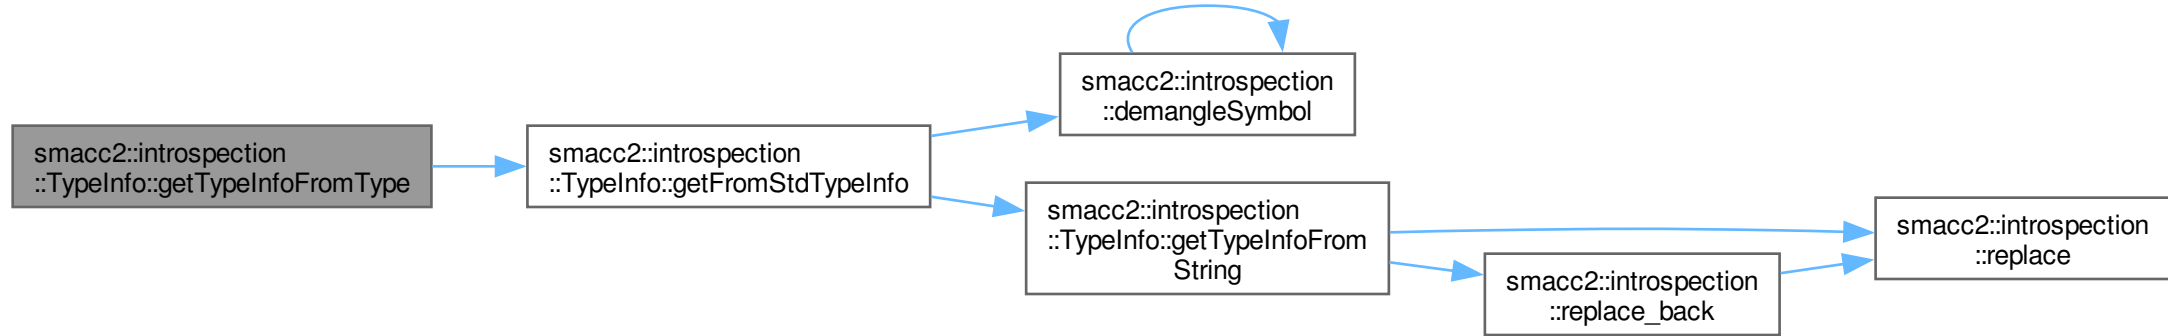 smacc2::introspection
::TypeInfo::getTypeInfoFromType
smacc2::introspection
::TypeInfo::getFromStdTypeInfo
smacc2::introspection
::demangleSymbol
smacc2::introspection
::TypeInfo::getTypeInfoFrom
String
smacc2::introspection
::replace_back
smacc2::introspection
::replace